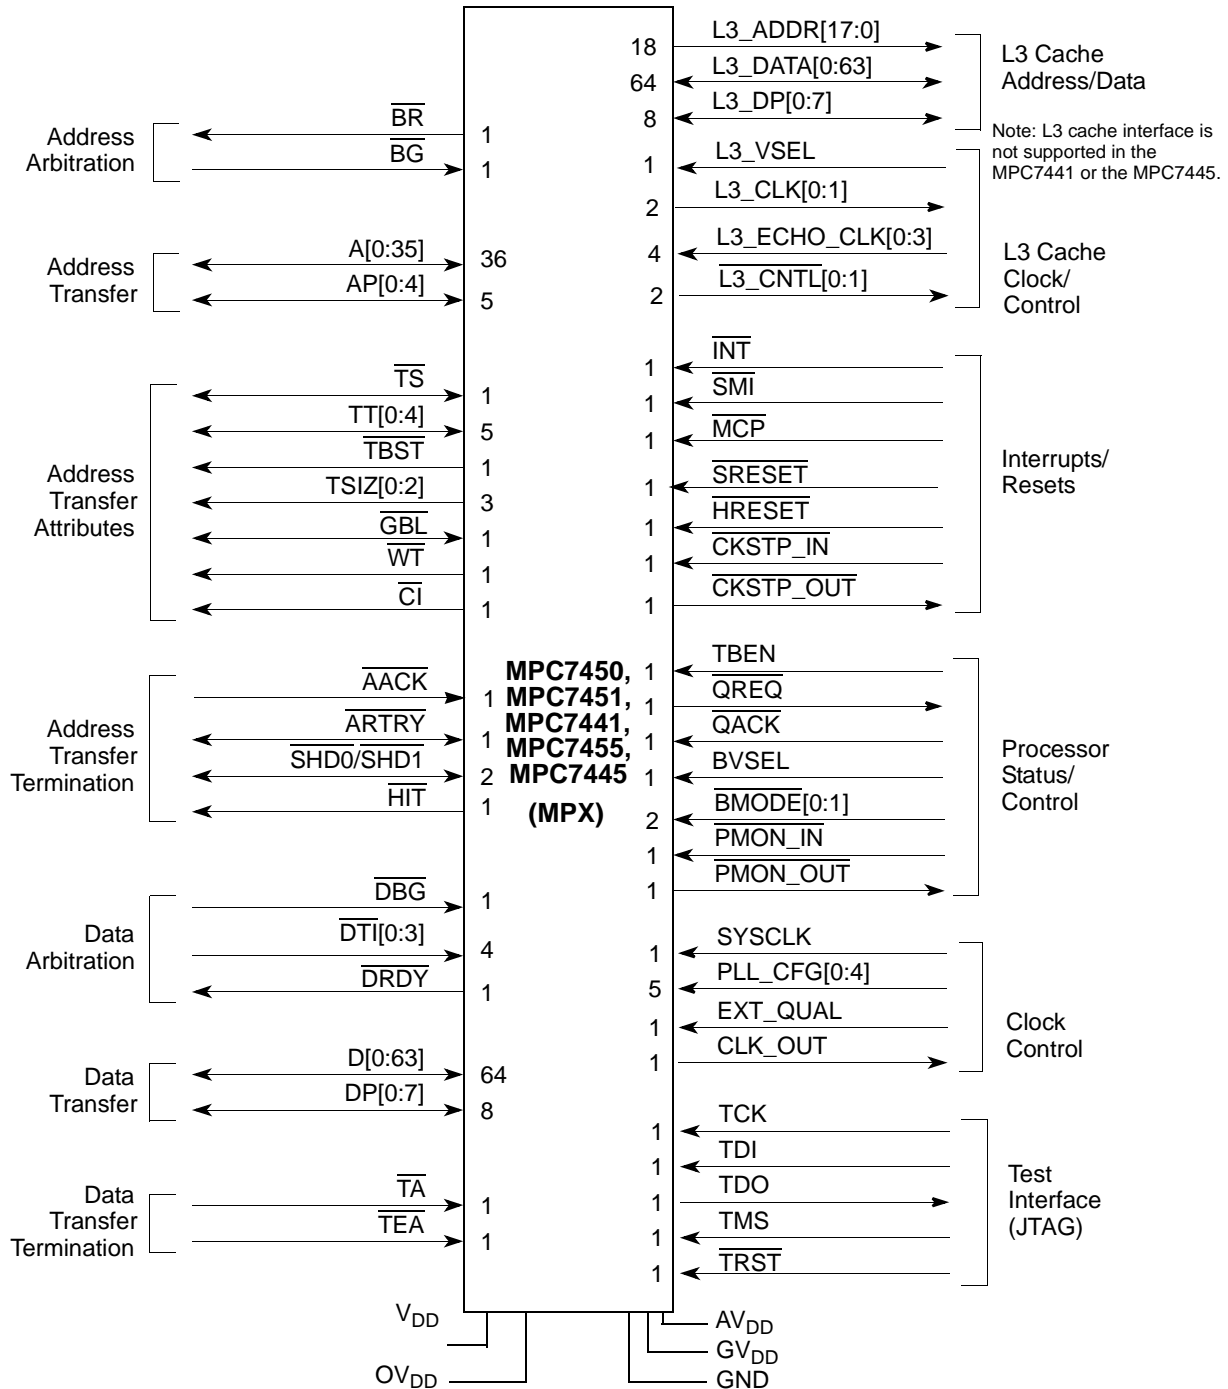 Address
Arbitration
BR
1
BG
1
Address
Transfer
A[0:35]
36
AP[0:4]
5
Address
Transfer
Attributes
TS
1
TT[0:4]
5
TBST
1
TSIZ[0:2]
3
GBL
1
WT
1
CI
1
Address
Transfer
Termination
AACK
1
ARTRY
1
SHD0/SHD1
2
HIT
1
Data
Arbitration
DBG
1
DTI[0:3]
4
DRDY
1
Data
Transfer
D[0:63]
64
DP[0:7]
8
Data
Transfer
Termination
TA
1
TEA
1
MPC7450,
MPC7451,
MPC7441,
MPC7455,
MPC7445
(MPX)
18
L3_ADDR[17:0]
64
L3_DATA[0:63]
8
L3_DP[0:7]
L3 Cache
Address/Data
Note: L3 cache interface is
not supported in the
MPC7441 or the MPC7445.
1
L3_VSEL
2
L3_CLK[0:1]
4
L3_ECHO_CLK[0:3]
2
L3_CNTL[0:1]
L3 Cache
Clock/
Control
1
INT
1
SMI
1
MCP
1
SRESET
1
HRESET
1
CKSTP_IN
1
CKSTP_OUT
Interrupts/
Resets
1
TBEN
1
QREQ
1
QACK
1
BVSEL
2
BMODE[0:1]
1
PMON_IN
1
PMON_OUT
Processor
Status/
Control
1
SYSCLK
5
PLL_CFG[0:4]
1
EXT_QUAL
1
CLK_OUT
Clock
Control
1
TCK
1
TDI
1
TDO
1
TMS
1
TRST
Test
Interface
(JTAG)
VDD
OVDD
AVDD
GVDD
GND